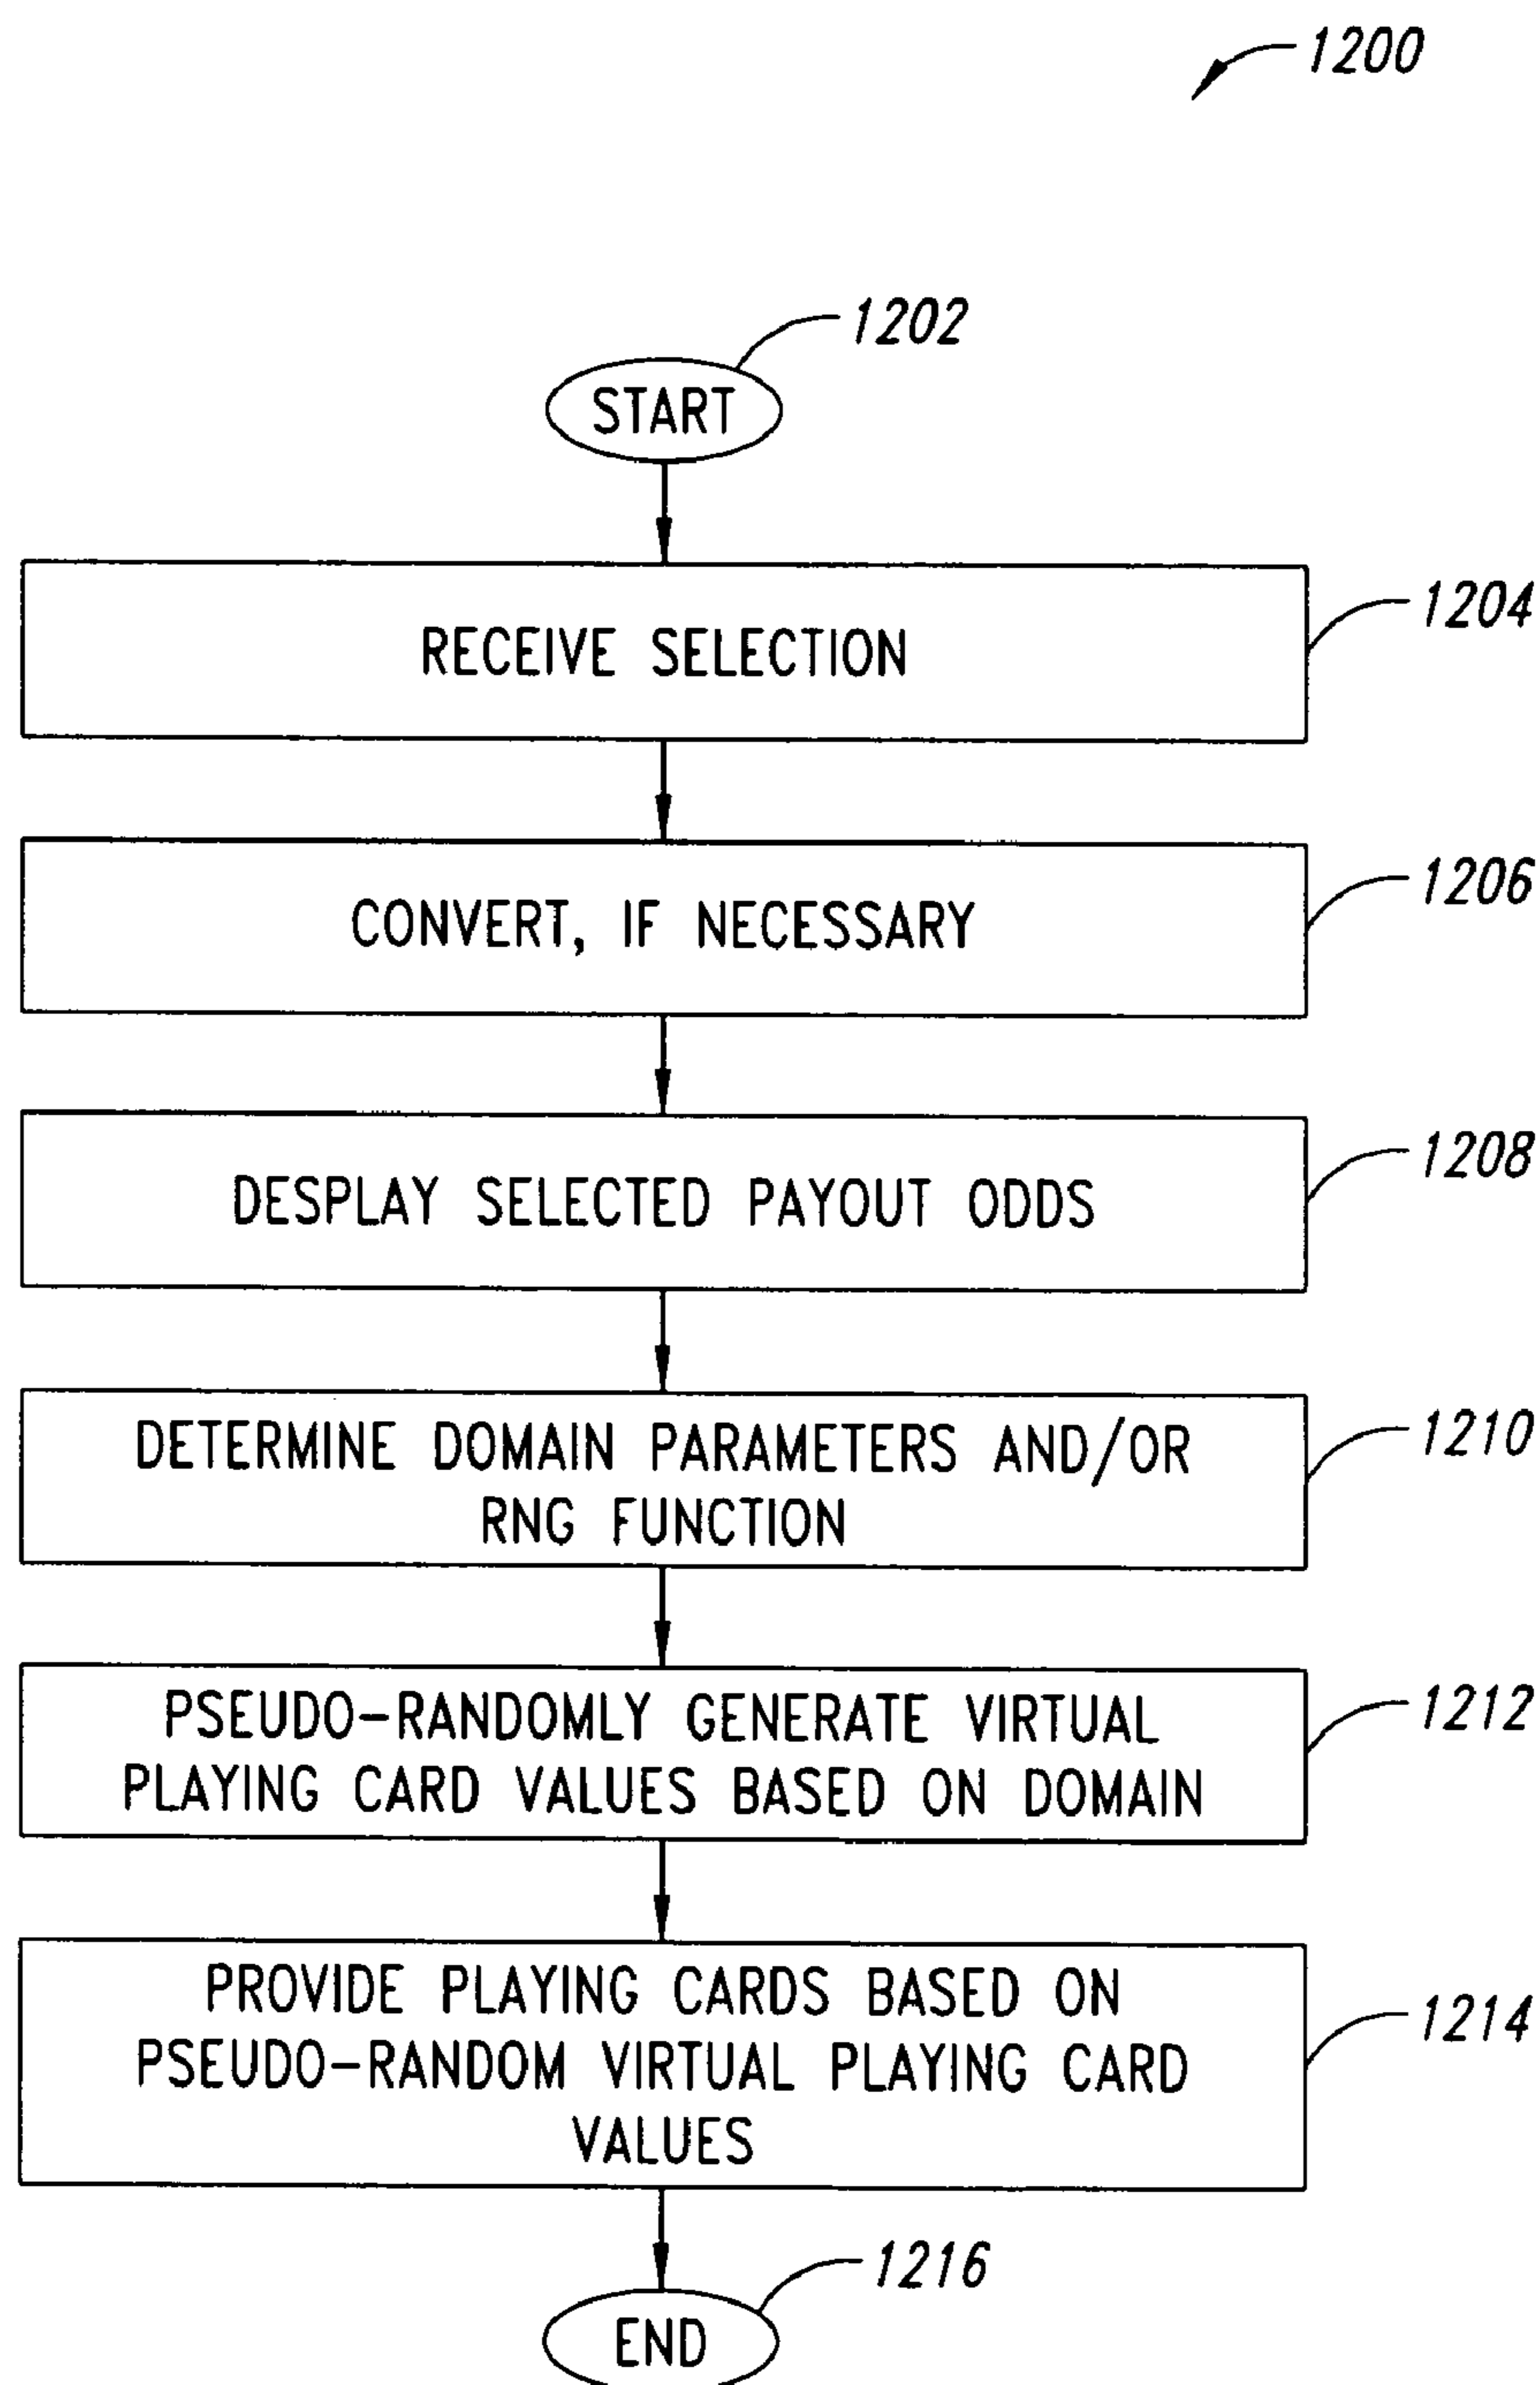 1200
1202
START
1204
RECEIVE SELECTION
1206
CONVERT, IF NECESSARY
1208
DESPLAY SELECTED PAYOUT ODDS
1210
DETERMINE DOMAIN PARAMETERS AND/OR
RNG FUNCTION
1212
PSEUDO-RANDOMLY GENERATE VIRTUAL
PLAYING CARD VALUES BASED ON DOMAIN
1214
PROVIDE PLAYING CARDS BASED ON
PSEUDO-RANDOM VIRTUAL PLAYING CARD
VALUES
1216
END